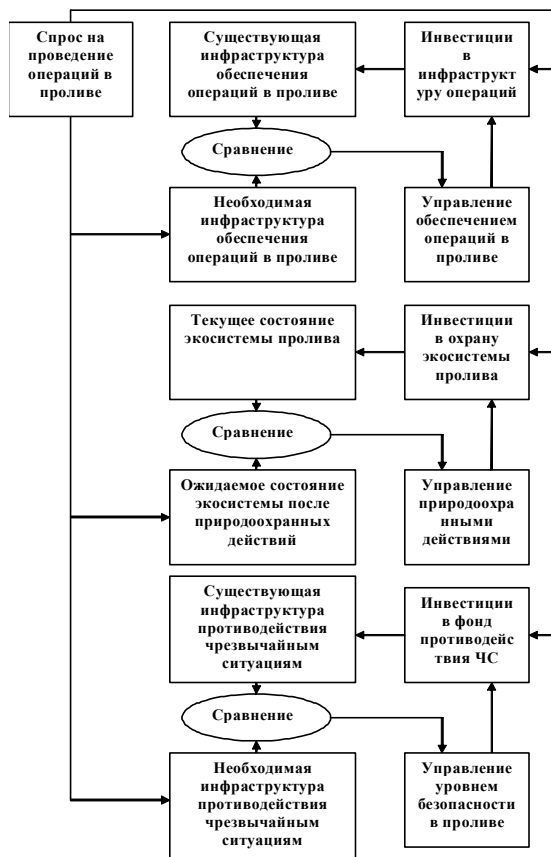 Спрос на
проведение
операций в
проливе
Существующая
инфраструктура
обеспечения
операций в проливе
Инвестиции
в
инфраструкт
уру операций
Сравнение
Необходимая
инфраструктура
обеспечения
операций в проливе
Управление
обеспечением
операций в
проливе
Текущее состояние
экосистемы пролива
Инвестиции
в охрану
экосистемы
пролива
Сравнение
Ожидаемое состояние
экосистемы после
природоохранных
действий
Управление
природоохра
нными
действиями
Существующая
инфраструктура
противодействия
чрезвычайным
ситуациям
Инвестиции
в фонд
противодейс
твия ЧС
Сравнение
Необходимая
инфраструктура
противодействия
чрезвычайным
ситуациям
Управление
уровнем
безопасности
в проливе